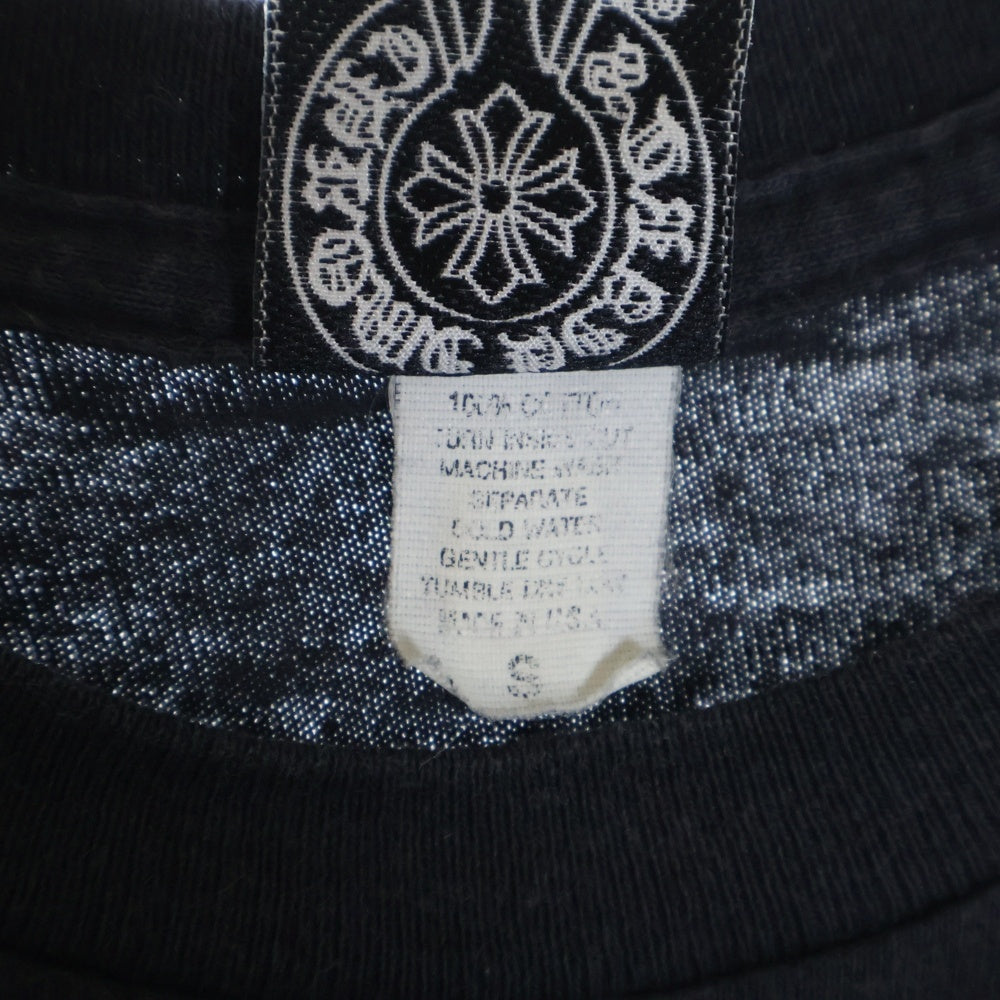 100% COTTON
TURN INSIDE OUT
MACHINE WASH
SEPARATE
COLD WATER
GENTLE CYCLE
TUMBLE DRY LOW
MADE IN U.S.A.
S